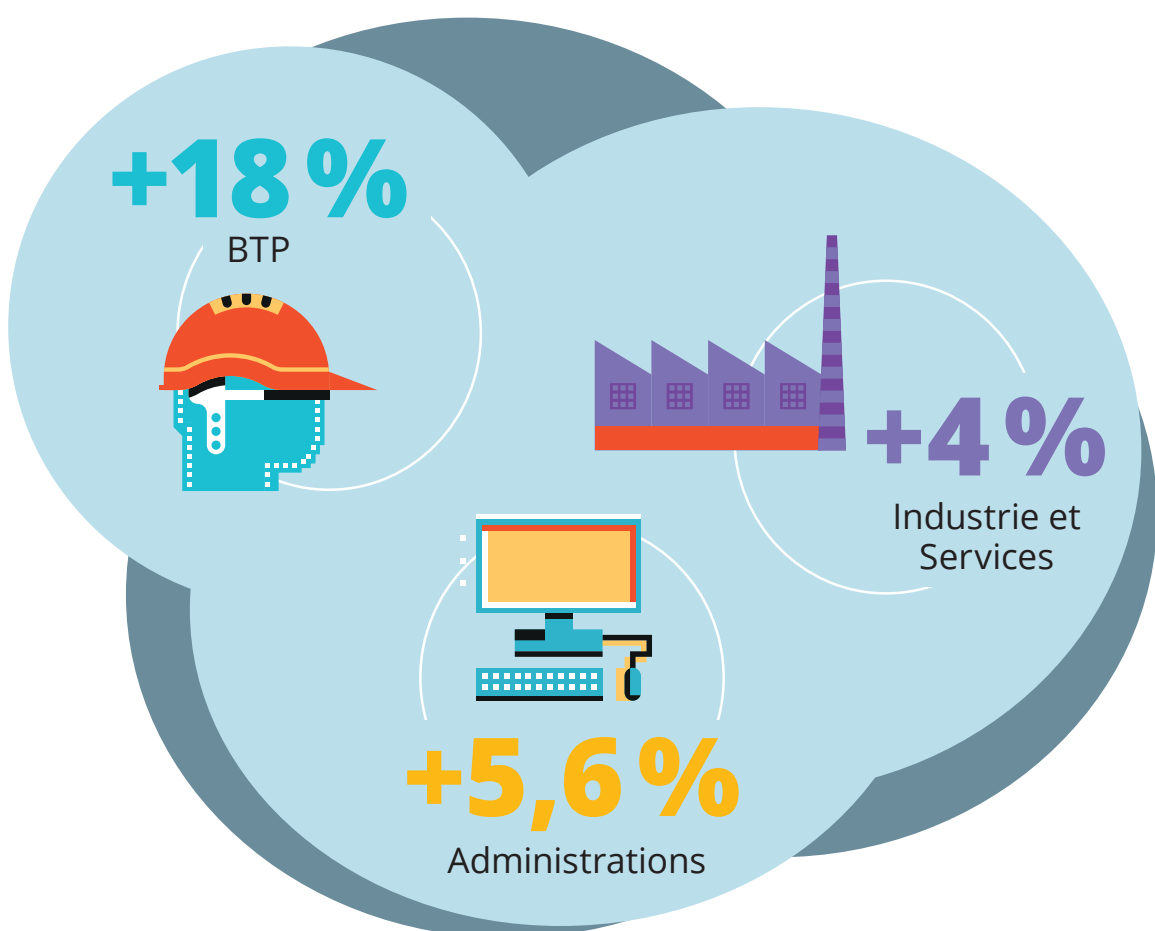 +18 %
BTP
+4 %
Industrie et
Services
+5,6 %
Administrations